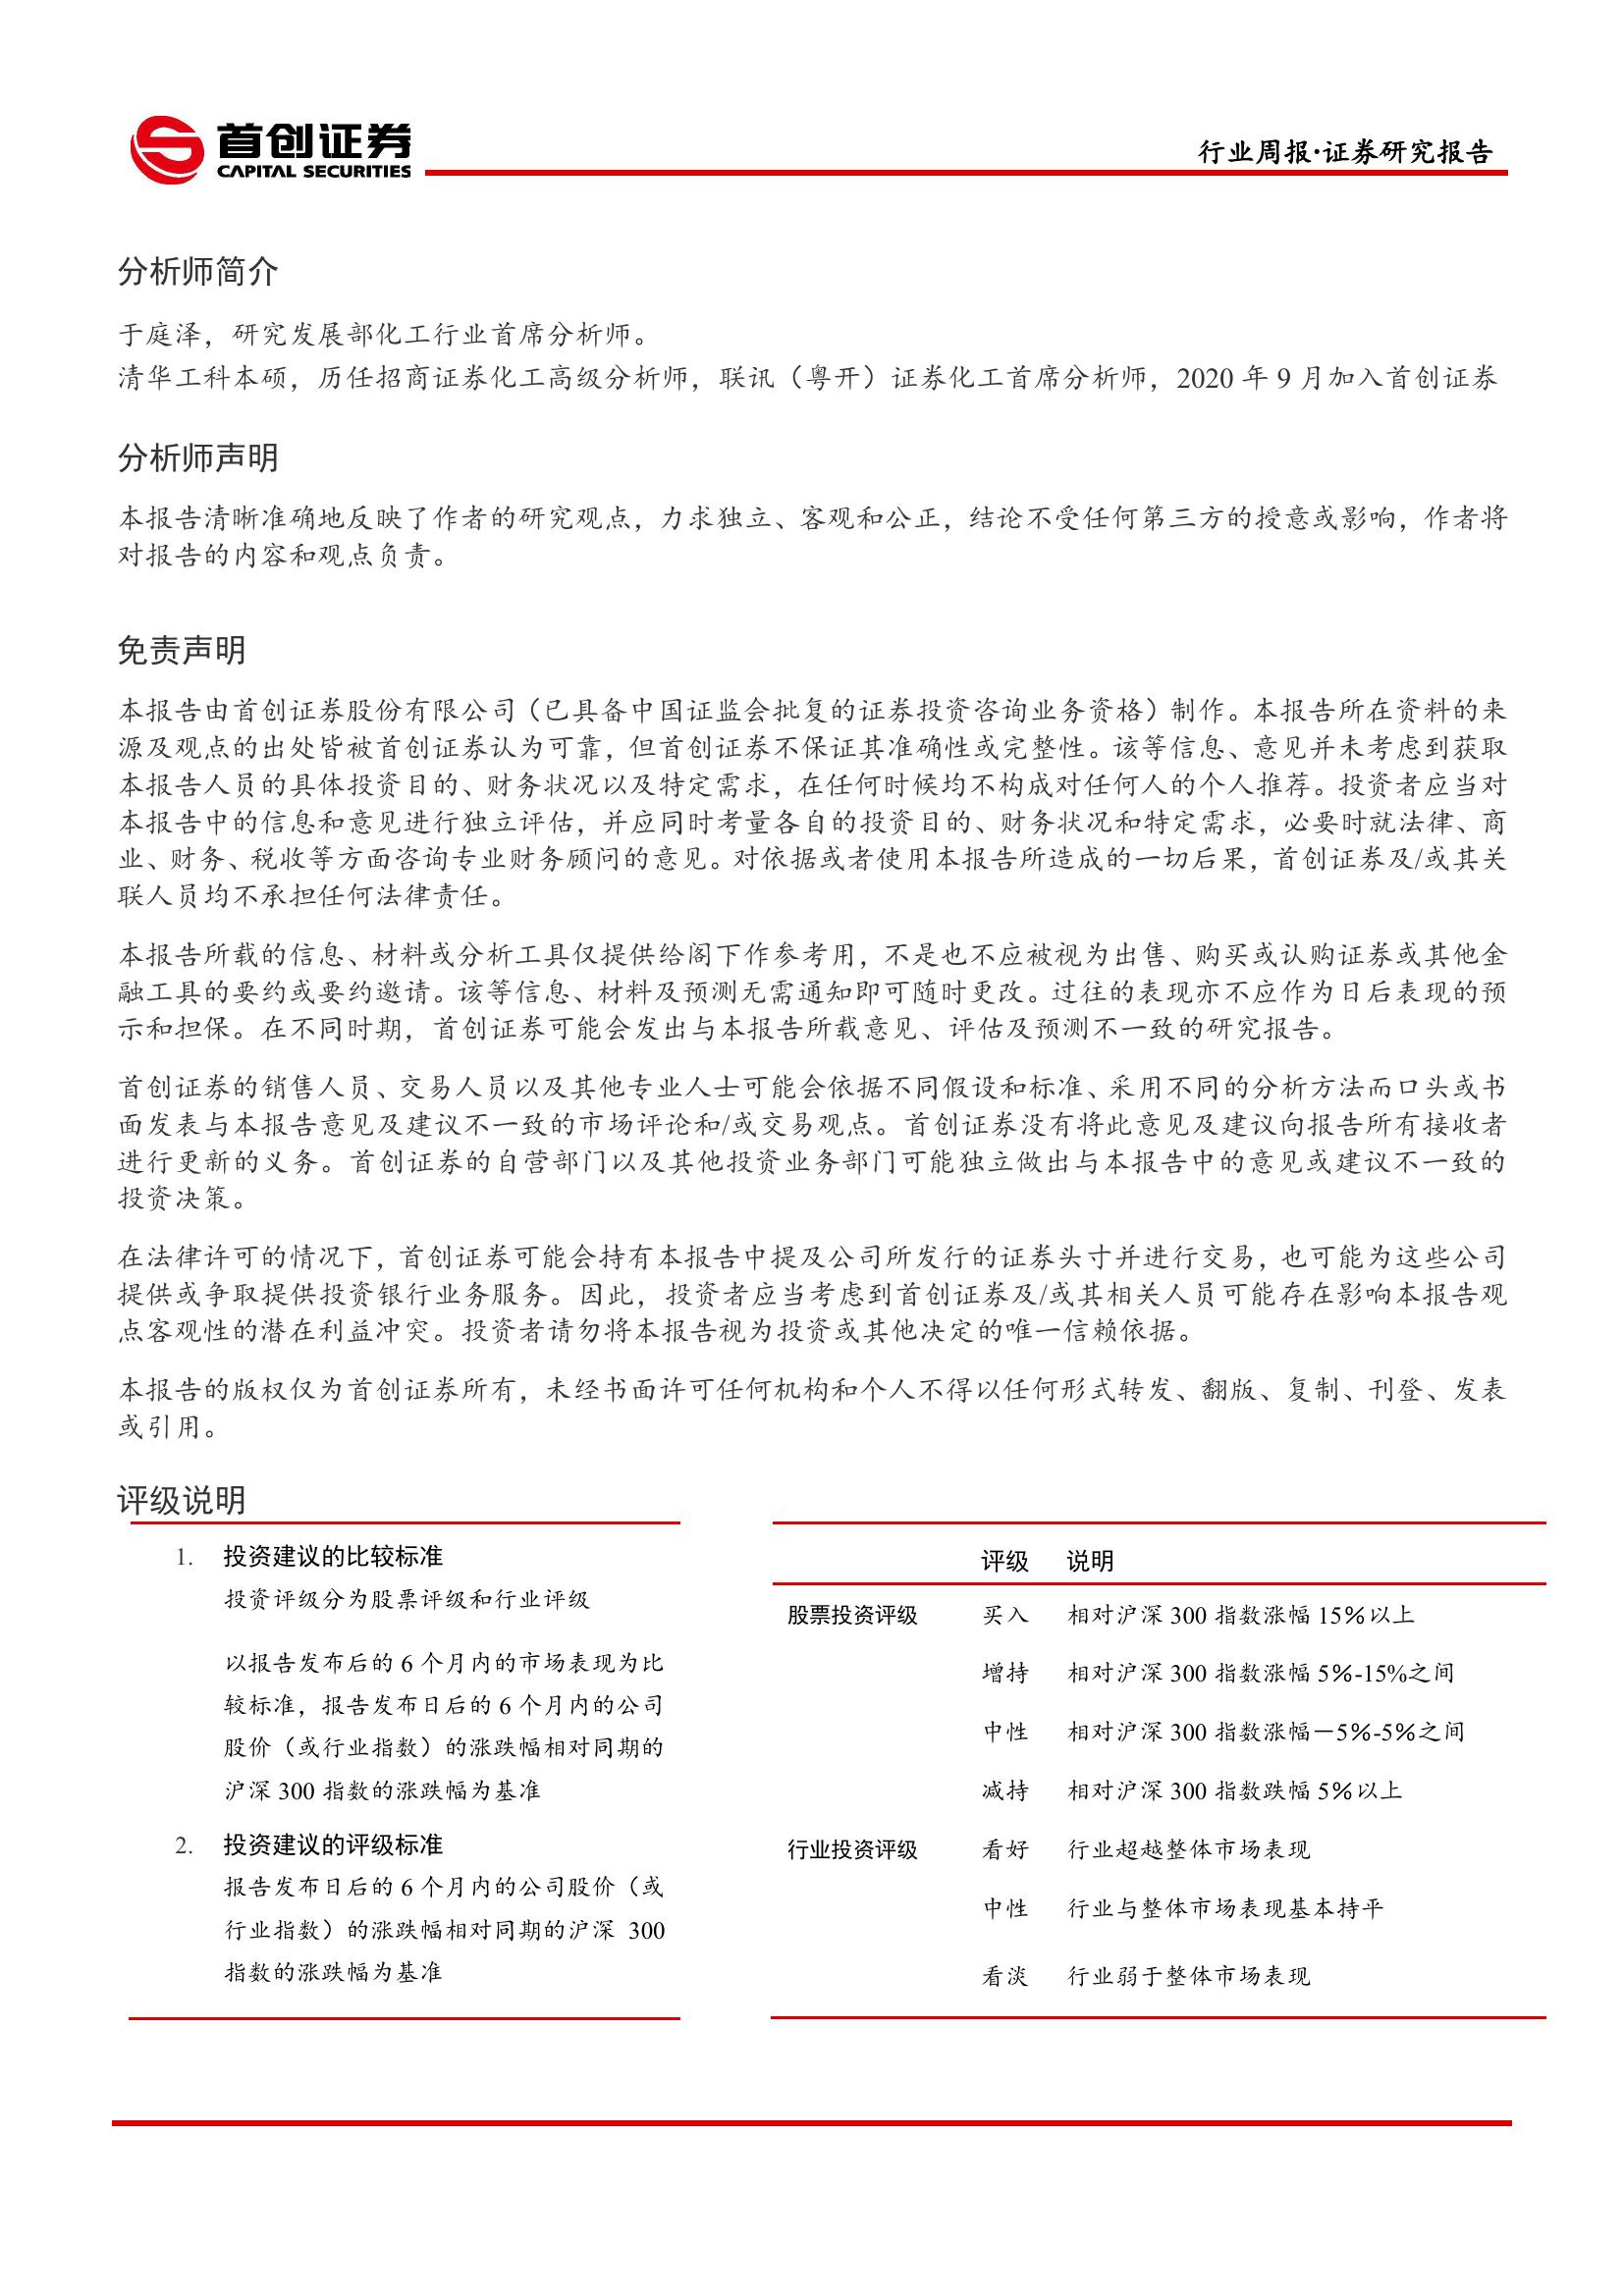 首创证券
CAPITAL SECURITIES
行业周报·证券研究报告
分析师简介
于庭泽，研究发展部化工行业首席分析师。
清华工科本硕，历任招商证券化工高级分析师，联讯（粤开）证券化工首席分析师，2020 年 9 月加入首创证券
分析师声明
本报告清晰准确地反映了作者的研究观点，力求独立、客观和公正，结论不受任何第三方的授意或影响，作者将
对报告的内容和观点负责。
免责声明
本报告由首创证券股份有限公司（已具备中国证监会批复的证券投资咨询业务资格）制作。本报告所在资料的来
源及观点的出处皆被首创证券认为可靠，但首创证券不保证其准确性或完整性。该等信息、意见并未考虑到获取
本报告人员的具体投资目的、财务状况以及特定需求，在任何时候均不构成对任何人的个人推荐。投资者应当对
本报告中的信息和意见进行独立评估，并应同时考量各自的投资目的、财务状况和特定需求，必要时就法律、商
业、财务、税收等方面咨询专业财务顾问的意见。对依据或者使用本报告所造成的一切后果，首创证券及/或其关
联人员均不承担任何法律责任。
本报告所载的信息、材料或分析工具仅提供给阁下作参考用，不是也不应被视为出售、购买或认购证券或其他金
融工具的要约或要约邀请。该等信息、材料及预测无需通知即可随时更改。过往的表现亦不应作为日后表现的预
示和担保。在不同时期，首创证券可能会发出与本报告所载意见、评估及预测不一致的研究报告。
首创证券的销售人员、交易人员以及其他专业人士可能会依据不同假设和标准、采用不同的分析方法而口头或书
面发表与本报告意见及建议不一致的市场评论和/或交易观点。首创证券没有将此意见及建议向报告所有接收者
进行更新的义务。首创证券的自营部门以及其他投资业务部门可能独立做出与本报告中的意见或建议不一致的
投资决策。
在法律许可的情况下，首创证券可能会持有本报告中提及公司所发行的证券头寸并进行交易，也可能为这些公司
提供或争取提供投资银行业务服务。因此，投资者应当考虑到首创证券及/或其相关人员可能存在影响本报告观
点客观性的潜在利益冲突。投资者请勿将本报告视为投资或其他决定的唯一信赖依据。
本报告的版权仅为首创证券所有，未经书面许可任何机构和个人不得以任何形式转发、翻版、复制、刊登、发表
或引用。
评级说明
1. 投资建议的比较标准
投资评级分为股票评级和行业评级
以报告发布后的 6 个月内的市场表现为比
较标准，报告发布日后的 6 个月内的公司
股价（或行业指数）的涨跌幅相对同期的
沪深 300 指数的涨跌幅为基准
2. 投资建议的评级标准
报告发布日后的 6 个月内的公司股价（或
行业指数）的涨跌幅相对同期的沪深 300
指数的涨跌幅为基准
评级 说明
股票投资评级 买入 相对沪深 300 指数涨幅 15％以上
增持 相对沪深 300 指数涨幅 5％-15%之间
中性 相对沪深 300 指数涨幅－5％-5％之间
减持 相对沪深 300 指数跌幅 5％以上
行业投资评级 看好 行业超越整体市场表现
中性 行业与整体市场表现基本持平
看淡 行业弱于整体市场表现